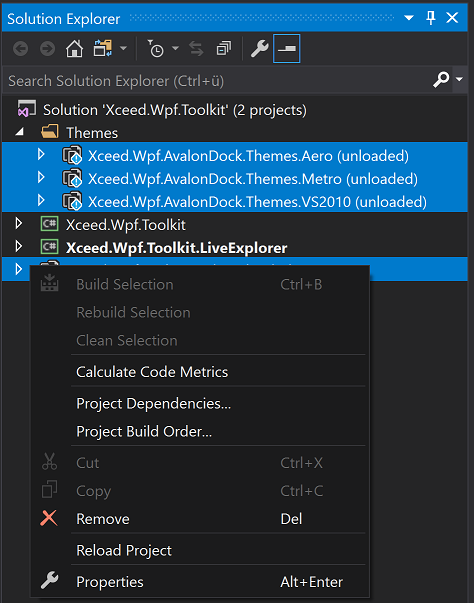 Solution Explorer
Search Solution Explorer (Ctrl+ü)
Solution 'Xceed.Wpf.Toolkit' (2 projects)
Themes
Xceed.Wpf.AvalonDock.Themes.Aero (unloaded)
Xceed.Wpf.AvalonDock.Themes.Metro (unloaded)
Xceed.Wpf.AvalonDock.Themes.VS2010 (unloaded)
C# Xceed.Wpf.Toolkit
C# Xceed.Wpf.Toolkit.LiveExplorer
Build Selection Ctrl+B
Rebuild Selection
Clean Selection
Calculate Code Metrics
Project Dependencies...
Project Build Order...
Cut Ctrl+X
Copy Ctrl+C
Remove Del
Reload Project
Properties Alt+Enter